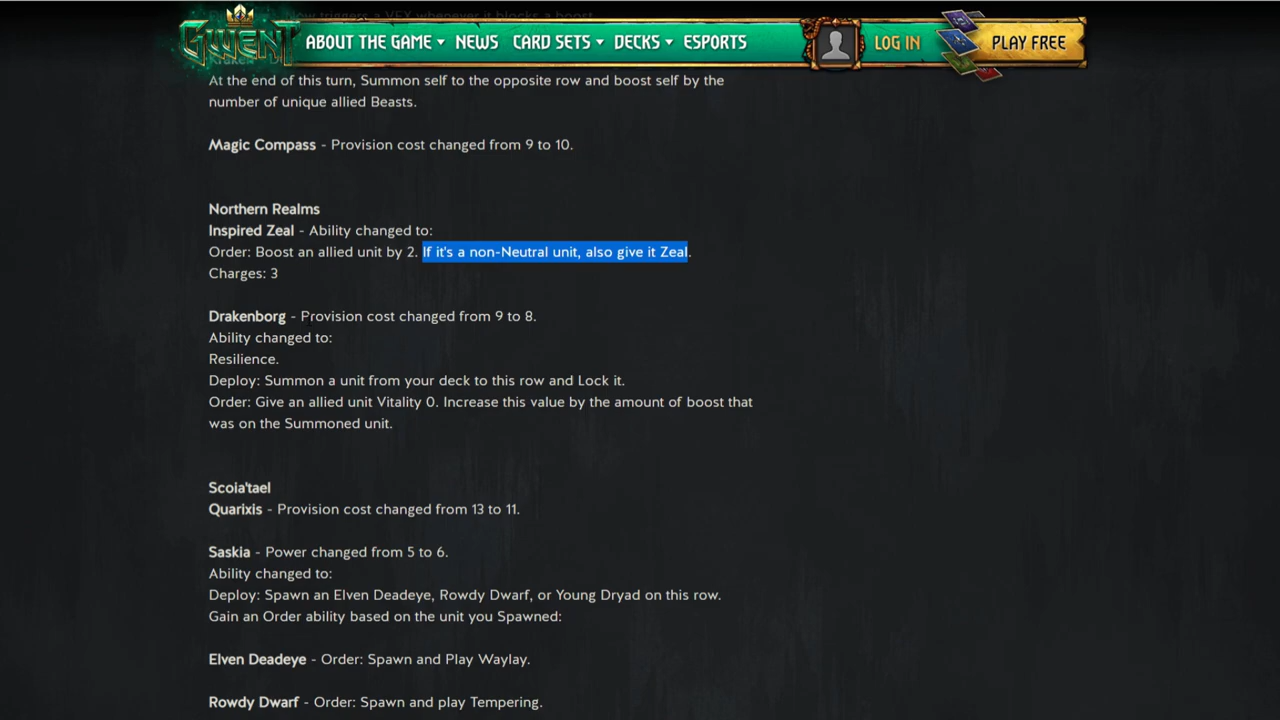 ow triggers a VFX whenever it blocks a boost.
GWENT
ABOUT THE GAME NEWS CARD SETS DECKS ESPORTS LOG IN PLAY FREE
At the end of this turn, Summon self to the opposite row and boost self by the
number of unique allied Beasts.
Magic Compass - Provision cost changed from 9 to 10.
Northern Realms
Inspired Zeal - Ability changed to:
Order: Boost an allied unit by 2. If it's a non-Neutral unit, also give it Zeal.
Charges: 3
Drakenborg - Provision cost changed from 9 to 8.
Ability changed to:
Resilience.
Deploy: Summon a unit from your deck to this row and Lock it.
Order: Give an allied unit Vitality 0. Increase this value by the amount of boost that
was on the Summoned unit.
Scoia'tael
Quarixis - Provision cost changed from 13 to 11.
Saskia - Power changed from 5 to 6.
Ability changed to:
Deploy: Spawn an Elven Deadeye, Rowdy Dwarf, or Young Dryad on this row.
Gain an Order ability based on the unit you Spawned:
Elven Deadeye - Order: Spawn and Play Waylay.
Rowdy Dwarf - Order: Spawn and play Tempering.